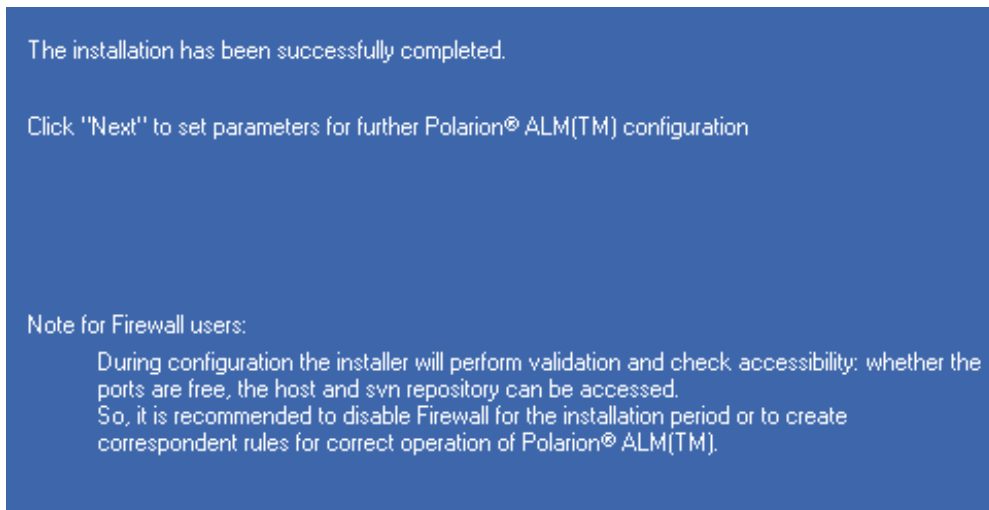 The installation has been successfully completed.
Click "Next" to set parameters for further Polarion® ALM(TM) configuration
Note for Firewall users:
During configuration the installer will perform validation and check accessibility: whether the
ports are free, the host and svn repository can be accessed.
So, it is recommended to disable Firewall for the installation period or to create
correspondent rules for correct operation of Polarion® ALM(TM).